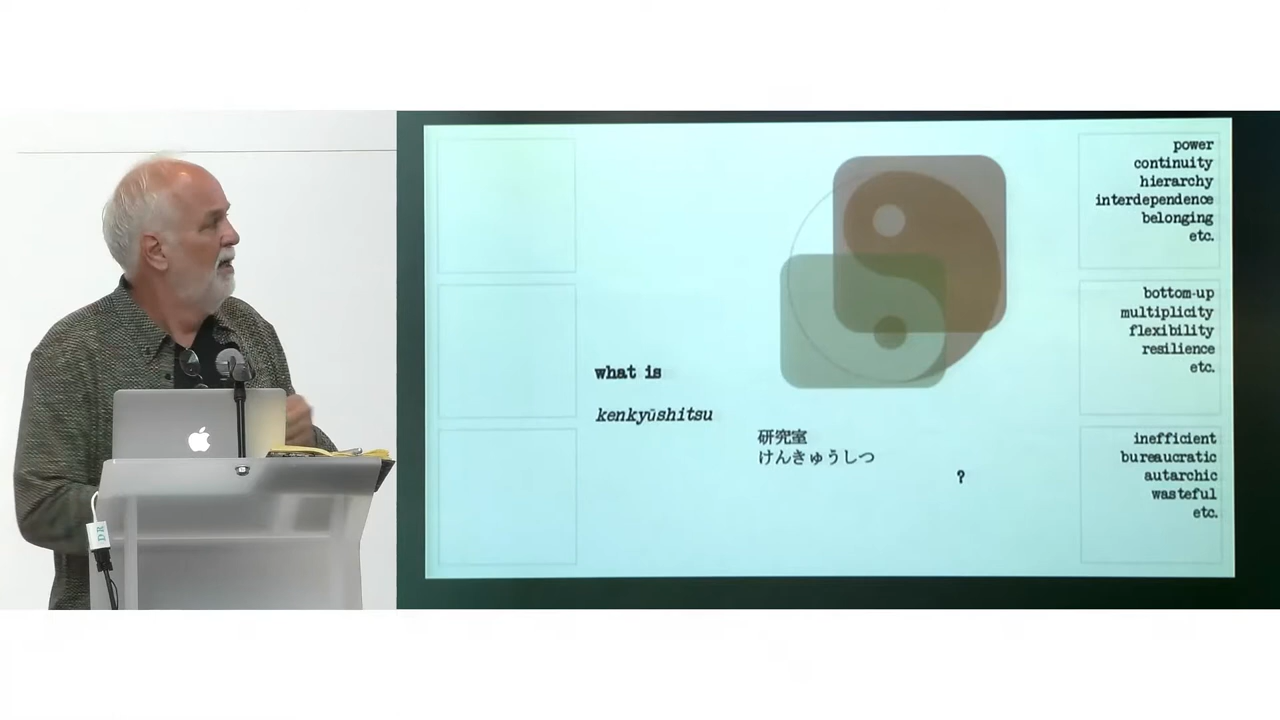 what is
kenkyūshitsu
研究室
けんきゅうしつ
?
power
continuity
hierarchy
interdependence
belonging
etc.
bottom-up
multiplicity
flexibility
resilience
etc.
inefficient
bureaucratic
autarchic
wasteful
etc.
DR